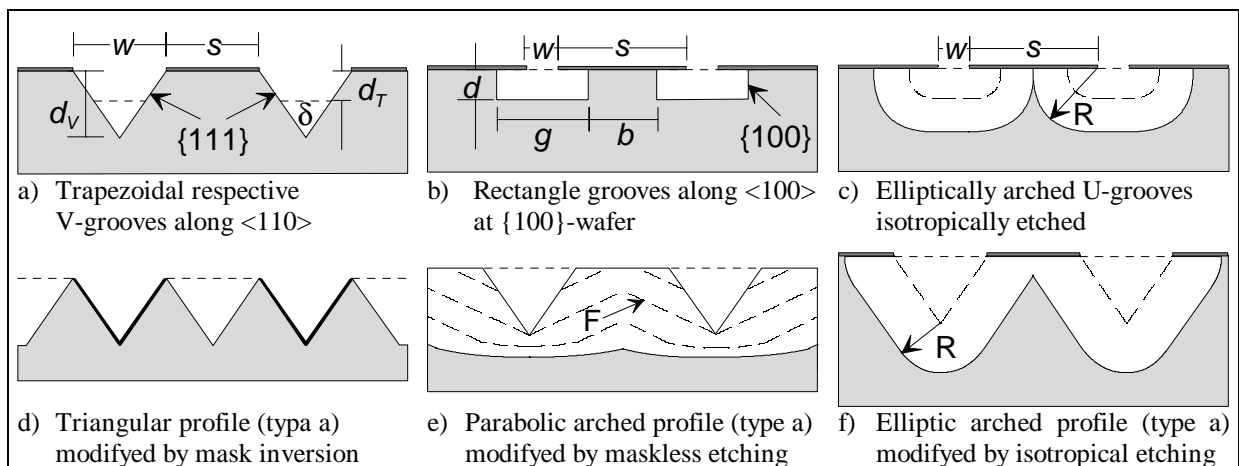 w s
d_V {111} δ d_T
a) Trapezoidal respective
V-grooves along <110>
w s
d
g b {100}
b) Rectangle grooves along <100>
at {100}-wafer
w s
R
c) Elliptically arched U-grooves
isotropically etched
d) Triangular profile (typa a)
modifyed by mask inversion
F
e) Parabolic arched profile (type a)
modifyed by maskless etching
R
f) Elliptic arched profile (type a)
modifyed by isotropical etching